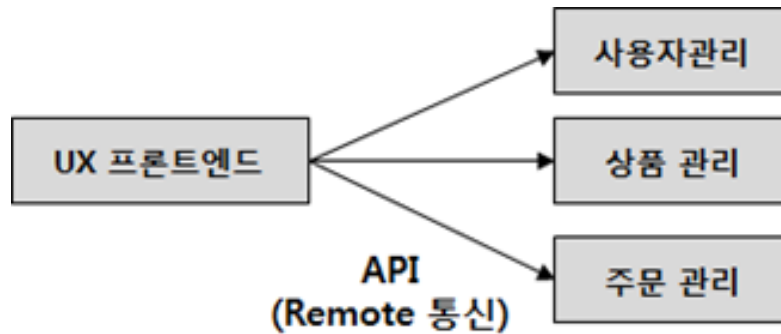 사용자관리
UX 프론트엔드
상품 관리
API
(Remote 통신)
주문 관리